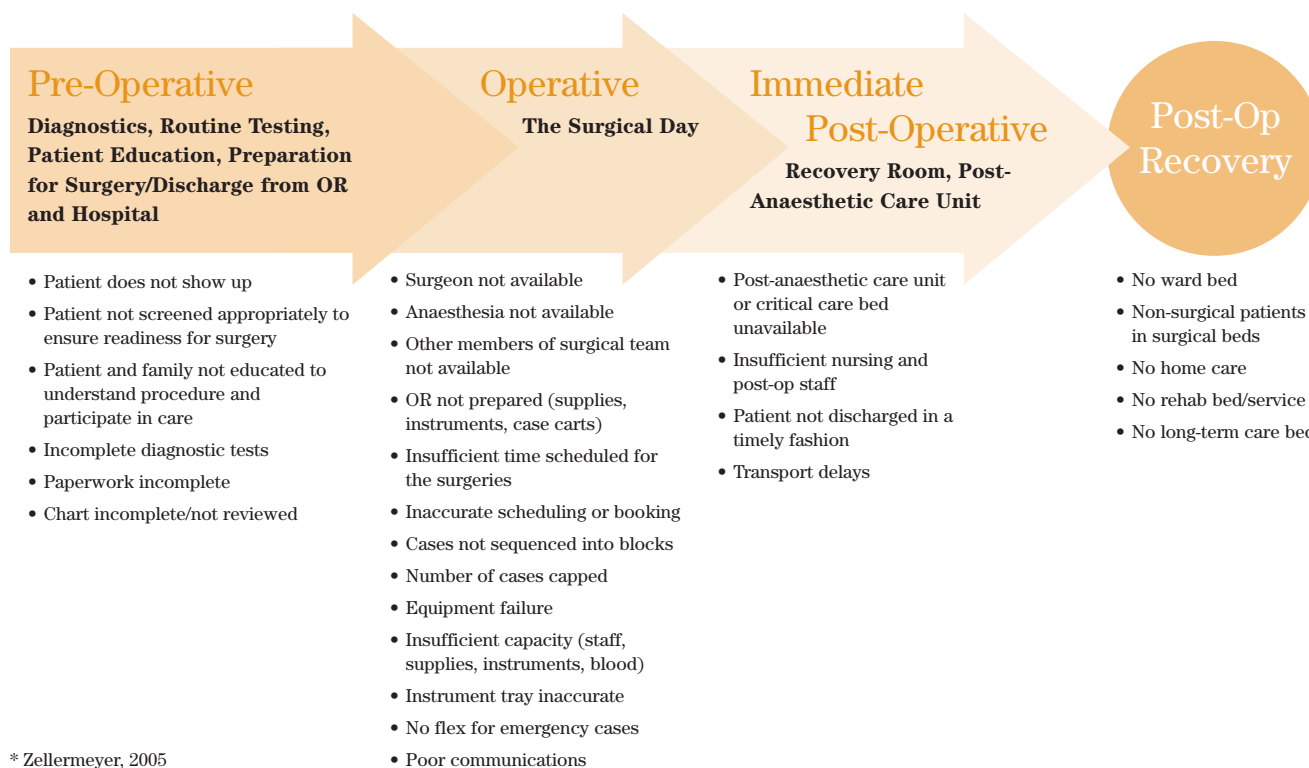 Pre-Operative
Diagnostics, Routine Testing,
Patient Education, Preparation
for Surgery/Discharge from OR
and Hospital
• Patient does not show up
• Patient not screened appropriately to
ensure readiness for surgery
• Patient and family not educated to
understand procedure and
participate in care
• Incomplete diagnostic tests
• Paperwork incomplete
• Chart incomplete/not reviewed
Operative
The Surgical Day
• Surgeon not available
• Anaesthesia not available
• Other members of surgical team
not available
• OR not prepared (supplies,
instruments, case carts)
• Insufficient time scheduled for
the surgeries
• Inaccurate scheduling or booking
• Cases not sequenced into blocks
• Number of cases capped
• Equipment failure
• Insufficient capacity (staff,
supplies, instruments, blood)
• Instrument tray inaccurate
• No flex for emergency cases
• Poor communications
Immediate
Post-Operative
Recovery Room, Post-
Anaesthetic Care Unit
• Post-anaesthetic care unit
or critical care bed
unavailable
• Insufficient nursing and
post-op staff
• Patient not discharged in a
timely fashion
• Transport delays
Post-Op
Recovery
• No ward bed
• Non-surgical patients
in surgical beds
• No home care
• No rehab bed/service
• No long-term care
* Zellermeyer, 2005